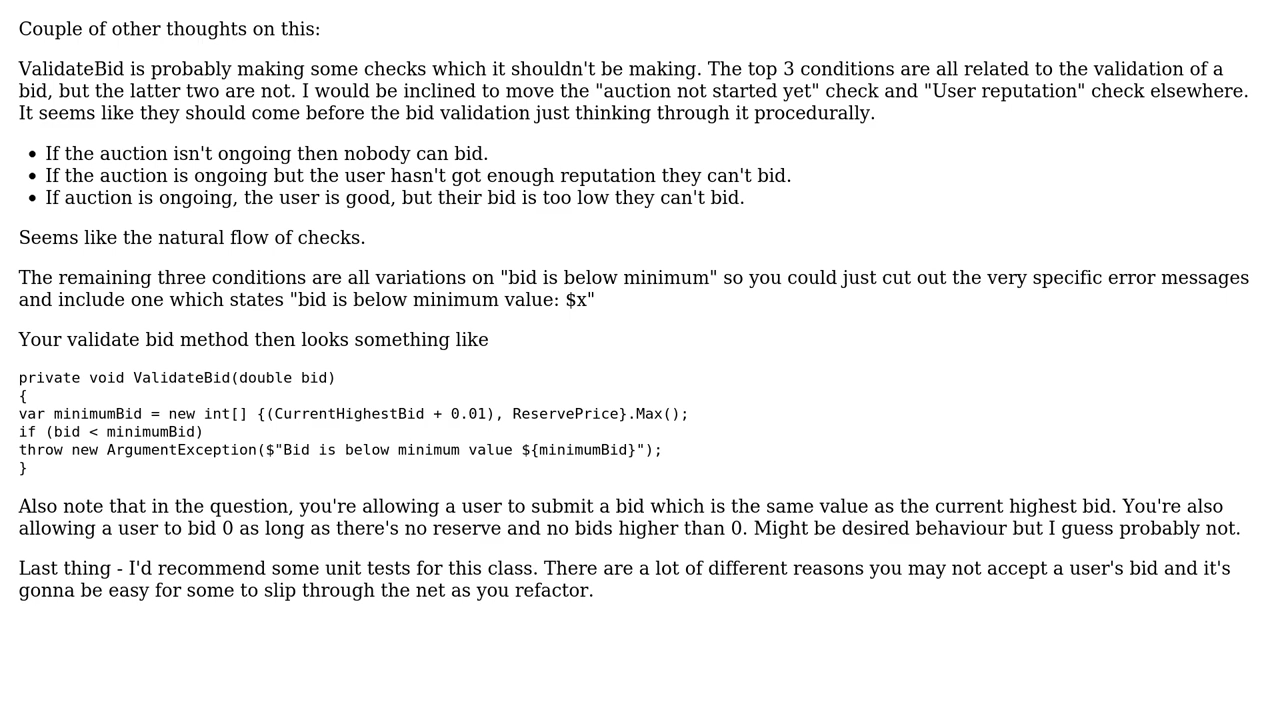 Couple of other thoughts on this:
ValidateBid is probably making some checks which it shouldn't be making. The top 3 conditions are all related to the validation of a
bid, but the latter two are not. I would be inclined to move the "auction not started yet" check and "User reputation" check elsewhere.
It seems like they should come before the bid validation just thinking through it procedurally.
• If the auction isn't ongoing then nobody can bid.
• If the auction is ongoing but the user hasn't got enough reputation they can't bid.
• If auction is ongoing, the user is good, but their bid is too low they can't bid.
Seems like the natural flow of checks.
The remaining three conditions are all variations on "bid is below minimum" so you could just cut out the very specific error messages
and include one which states "bid is below minimum value: $x"
Your validate bid method then looks something like
private void ValidateBid(double bid)
{
var minimumBid = new int[] {(CurrentHighestBid + 0.01), ReservePrice}.Max();
if (bid < minimumBid)
throw new ArgumentException($"Bid is below minimum value ${minimumBid}");
}
Also note that in the question, you're allowing a user to submit a bid which is the same value as the current highest bid. You're also
allowing a user to bid 0 as long as there's no reserve and no bids higher than 0. Might be desired behaviour but I guess probably not.
Last thing - I'd recommend some unit tests for this class. There are a lot of different reasons you may not accept a user's bid and it's
gonna be easy for some to slip through the net as you refactor.